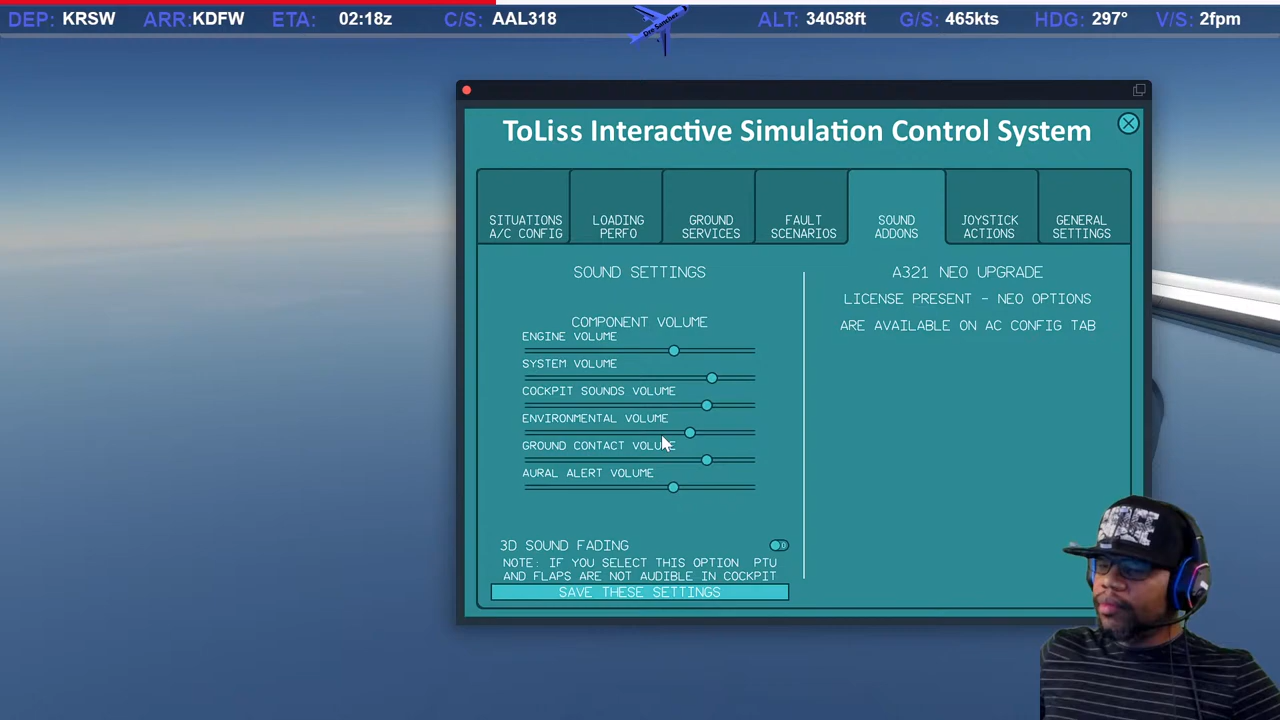 DEP: KRSW ARR:KDFW ETA: 02:18z C/S: AAL318 ALT: 34058ft G/S: 465kts HDG: 297° V/S: 2fpm
Dre Sanchez
ToLiss Interactive Simulation Control System
SITUATIONS
A/C CONFIG
LOADING
PERFO
GROUND
SERVICES
FAULT
SCENARIOS
SOUND
ADDONS
JOYSTICK
ACTIONS
GENERAL
SETTINGS
SOUND SETTINGS
COMPONENT VOLUME
ENGINE VOLUME
SYSTEM VOLUME
COCKPIT SOUNDS VOLUME
ENVIRONMENTAL VOLUME
GROUND CONTACT VOLUME
AURAL ALERT VOLUME
3D SOUND FADING
NOTE: IF YOU SELECT THIS OPTION PTU
AND FLAPS ARE NOT AUDIBLE IN COCKPIT
SAVE THESE SETTINGS
A321 NEO UPGRADE
LICENSE PRESENT - NEO OPTIONS
ARE AVAILABLE ON AC CONFIG TAB